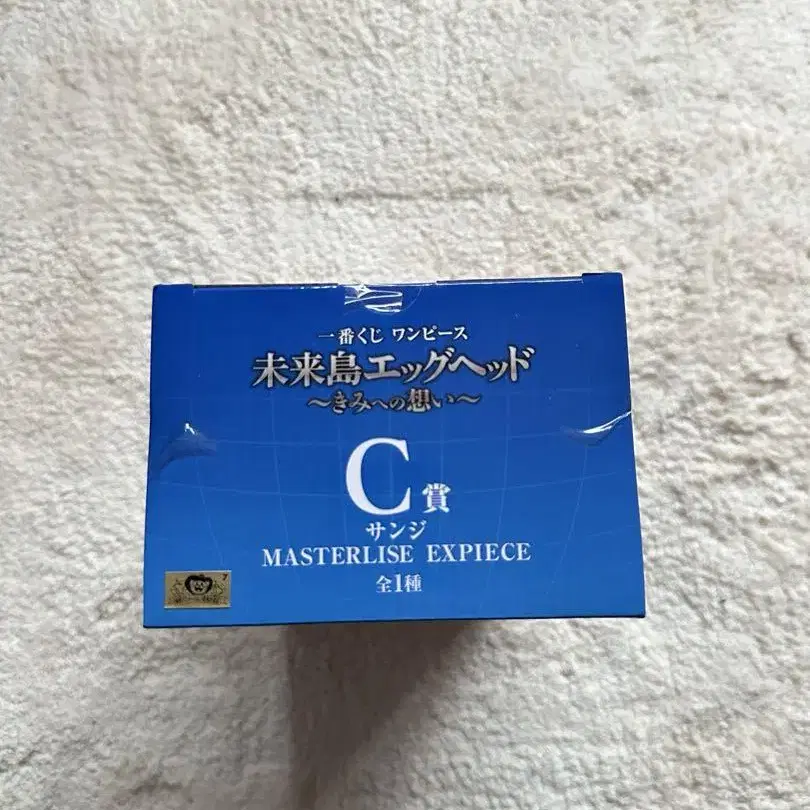 一番くじ ワンピース
未来島エッグヘッド
～きみへの想い～
C賞
サンジ
MASTERLISE EXPIECE
全1種
7